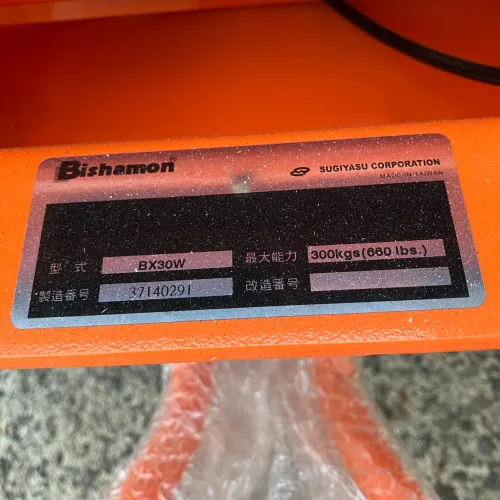 Bishamon
SUGIYASU CORPORATION
MADE IN TAIWAN
型式 BX30W 最大能力 300kgs(660 lbs.)
製造番号 37140291 改造番号